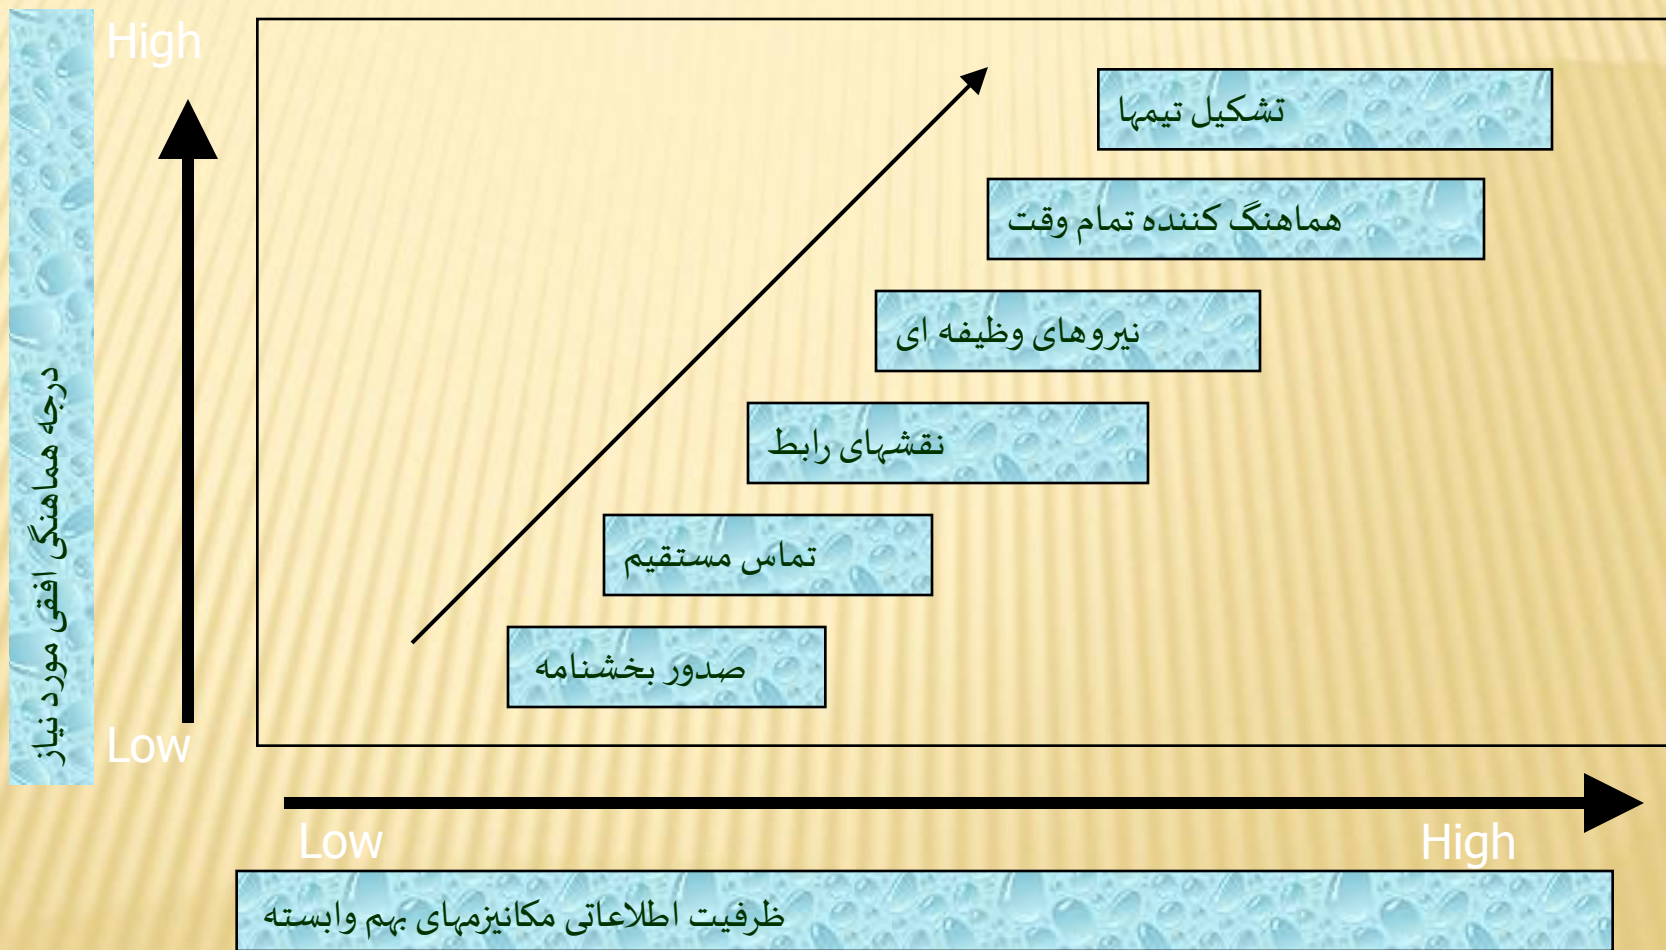 High
تشکیل تیمها
هماهنگ کننده تمام وقت
نیروهای وظیفه ای
نقشهای رابط
تماس مستقیم
صدور بخشنامه
درجه هماهنگی افقی مورد نیاز
Low
Low
High
ظرفیت اطلاعاتی مکانیزمهای بهم وابسته